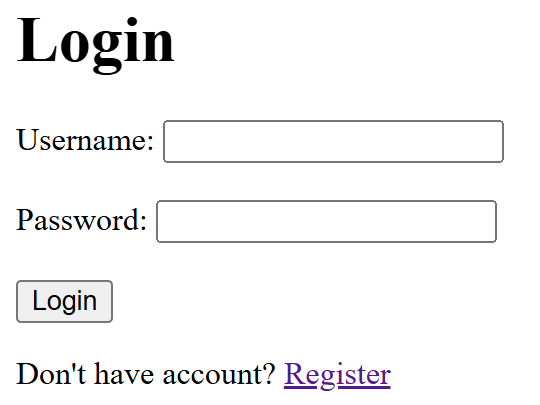 Login
Username:
Password:
Login
Don't have account? Register